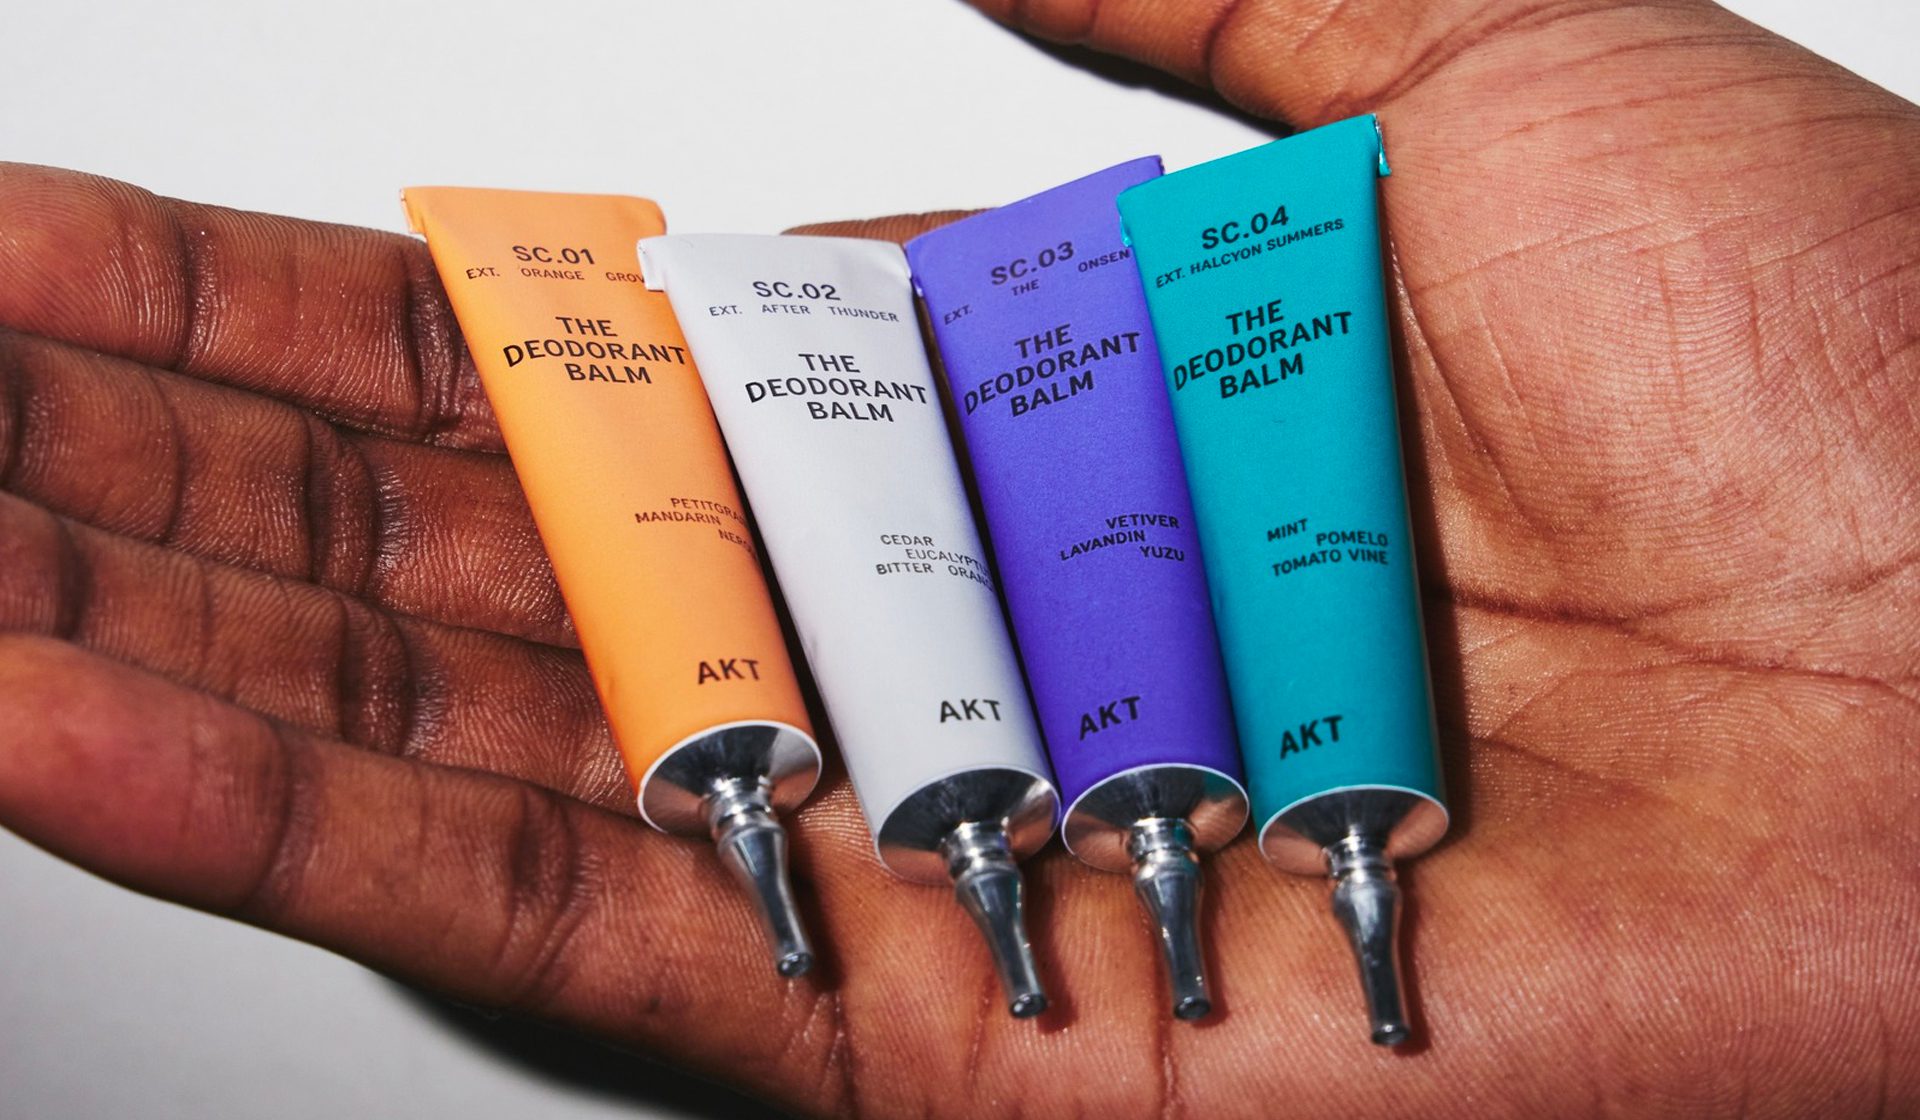 SC.01
EXT. ORANGE
THE
DEODORANT
BALM
MANDARIN
AKT
SC.02
EXT. AFTER THUNDER
THE
DEODORANT
BALM
CEDAR
BITTER
AKT
SC.03
EXT. THE ONSEN
THE
DEODORANT
BALM
VETIVER
LAVANDIN
YUZU
AKT
SC.04
EXT. HALCYON SUMMERS
THE
DEODORANT
BALM
MINT
POMELO
TOMATO VINE
AKT